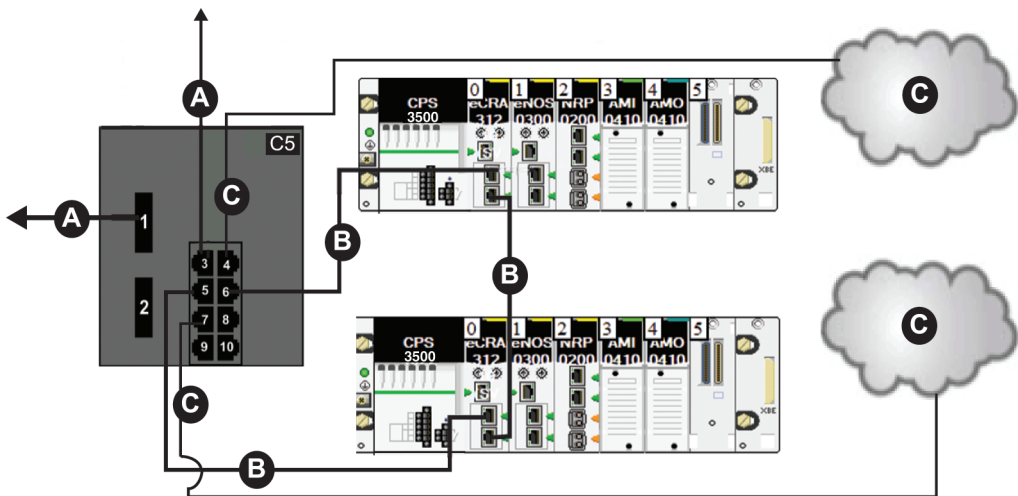 A
C5
C
C
CPS
3500
0 1 2 3 4 5
eCRA eNOS NRP AMI AMO
312 0300 0200 0410 0410
S
XBE
A
1
2
3 4
5 6
7 8
9 10
B
B
C
B
C
CPS
3500
0 1 2 3 4 5
eCRA eNOS NRP AMI AMO
312 0300 0200 0410 0410
S
XBE